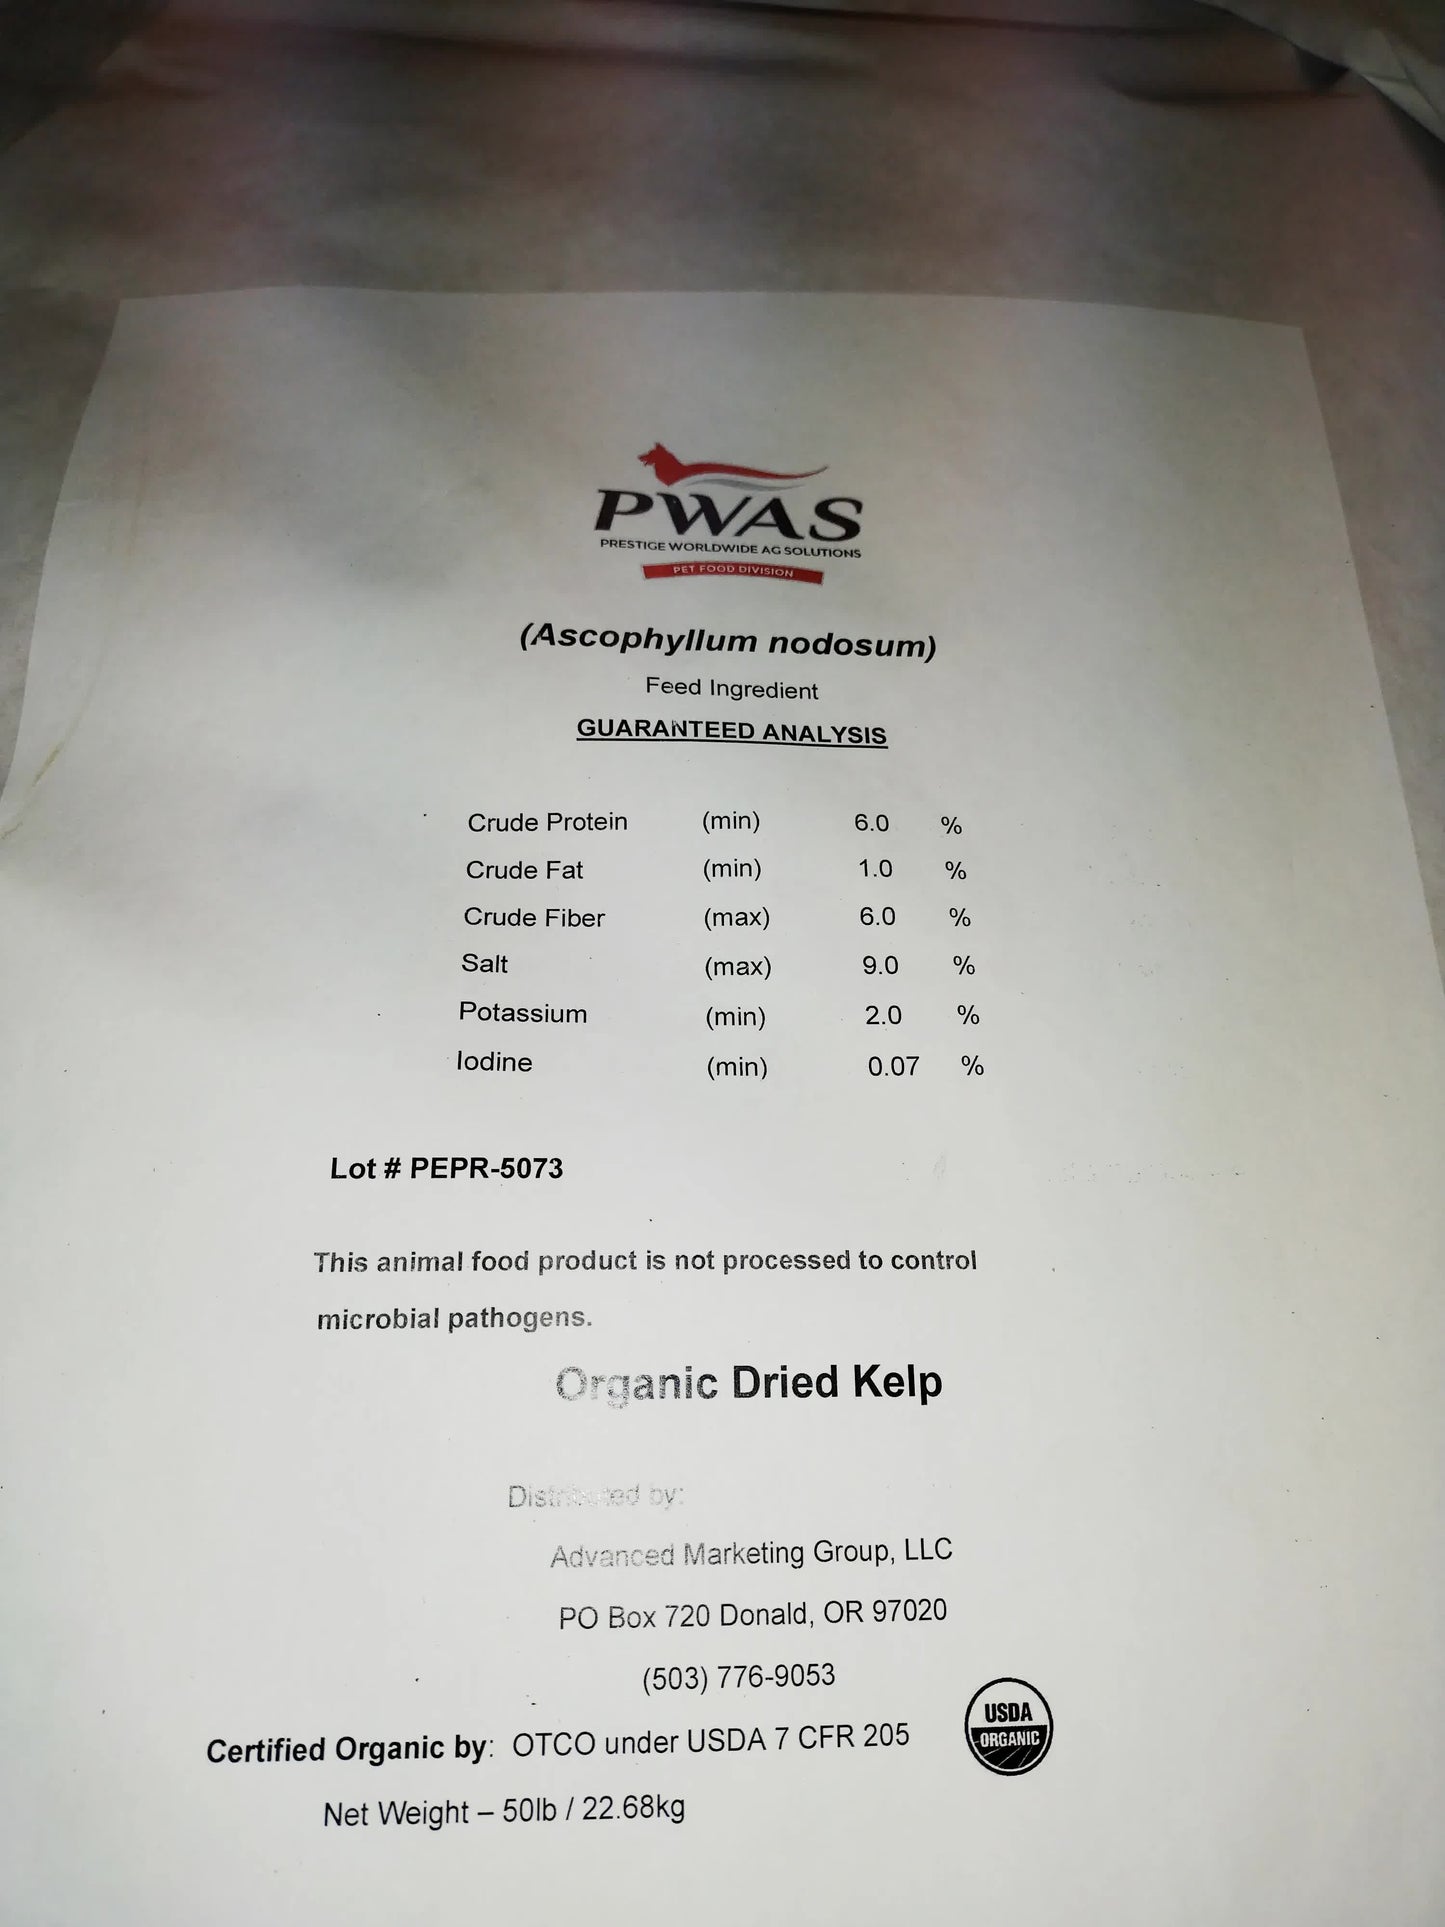 PWAS
PRESTIGE WORLDWIDE AG SOLUTIONS
PET FOOD DIVISION
(Ascophyllum nodosum)
Feed Ingredient
GUARANTEED ANALYSIS
Crude Protein (min) 6.0 %
Crude Fat (min) 1.0 %
Crude Fiber (max) 6.0 %
Salt (max) 9.0 %
Potassium (min) 2.0 %
Iodine (min) 0.07 %
Lot # PEPR-5073
This animal food product is not processed to control
microbial pathogens.
Organic Dried Kelp
Distributed by:
Advanced Marketing Group, LLC
PO Box 720 Donald, OR 97020
(503) 776-9053
Certified Organic by: OTCO under USDA 7 CFR 205
USDA
ORGANIC
Net Weight – 50lb / 22.68kg